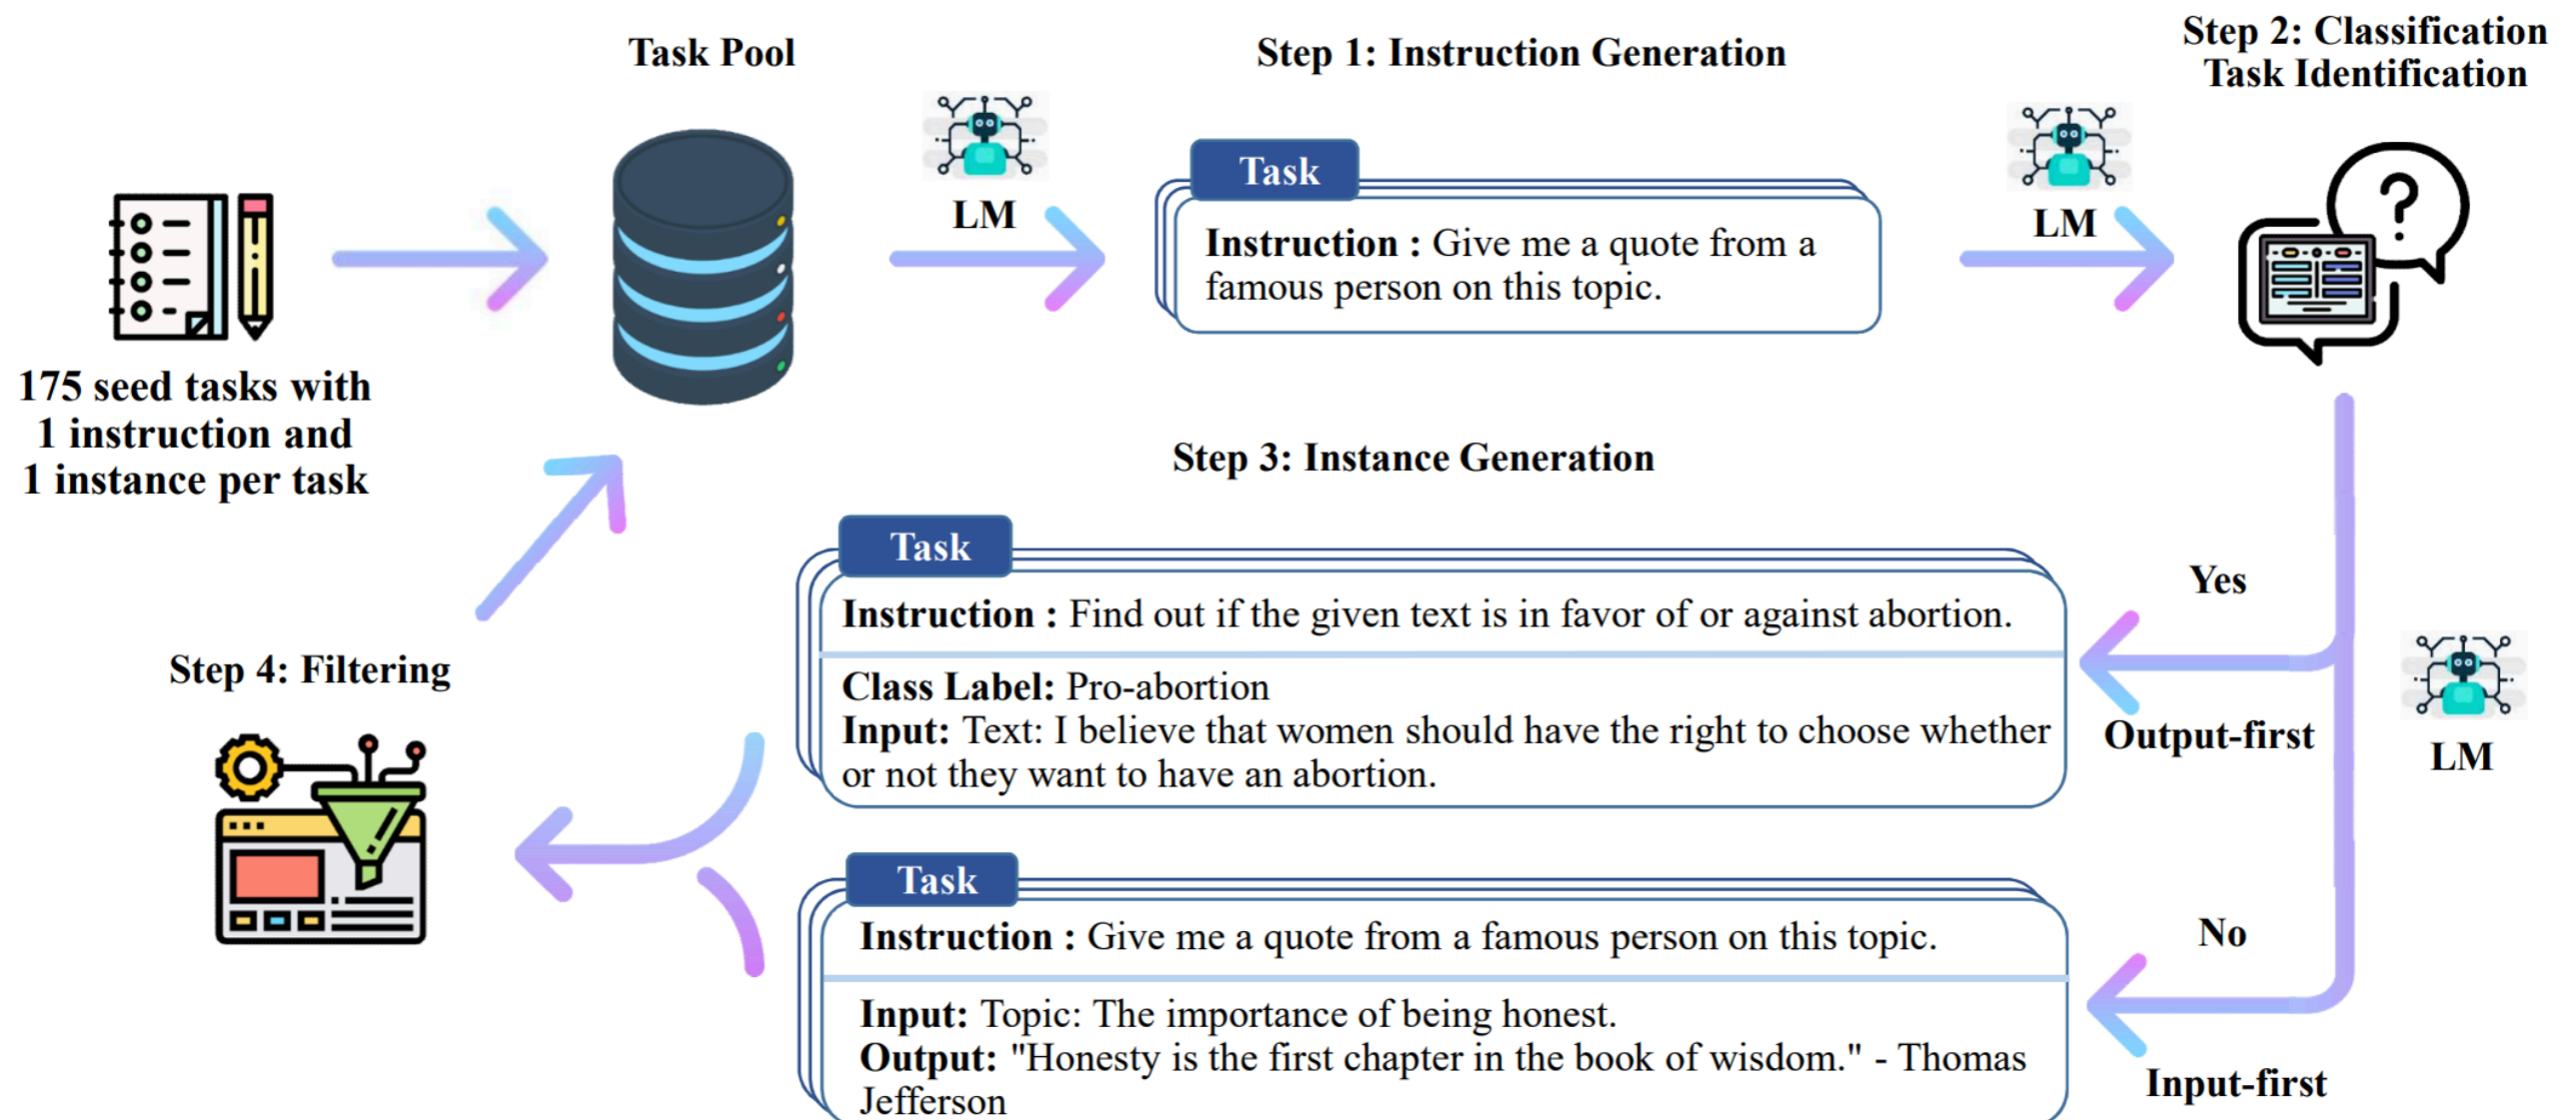 Task Pool
Step 1: Instruction Generation
Step 2: Classification
Task Identification
LM
LM
Task
Instruction : Give me a quote from a
famous person on this topic.
175 seed tasks with
1 instruction and
1 instance per task
Step 3: Instance Generation
Task
Instruction : Find out if the given text is in favor of or against abortion.
Class Label: Pro-abortion
Input: Text: I believe that women should have the right to choose whether
or not they want to have an abortion.
Yes
Output-first
LM
Step 4: Filtering
Task
Instruction : Give me a quote from a famous person on this topic.
Input: Topic: The importance of being honest.
Output: "Honesty is the first chapter in the book of wisdom." - Thomas
Jefferson
No
Input-first